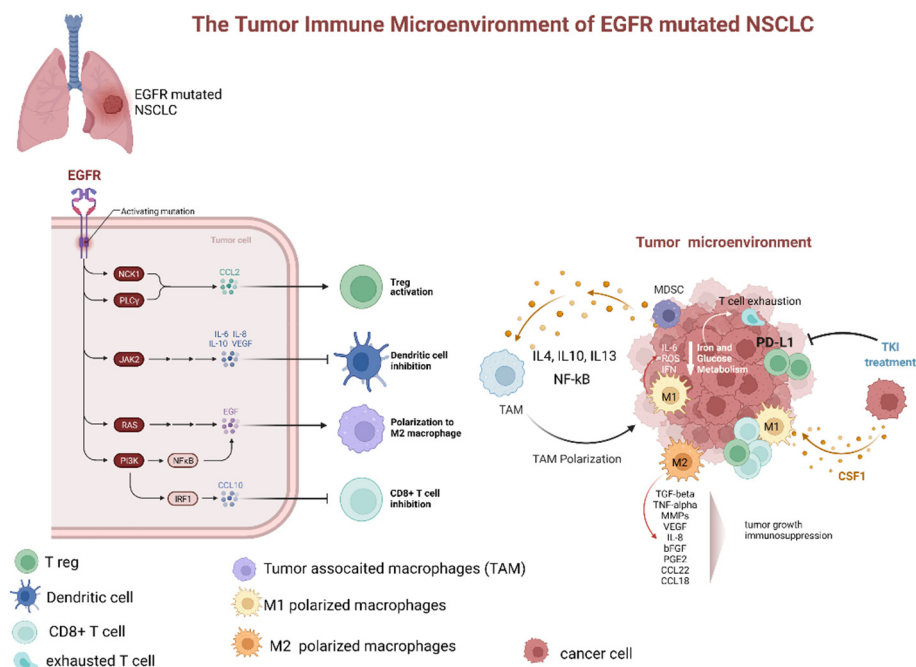 The Tumor Immune Microenvironment of EGFR mutated NSCLC
EGFR mutated
NSCLC
EGFR
Activating mutation
Tumor cell
NCK1
PLCγ
CCL2
Treg
activation
JAK2
IL-6 IL-8
IL-10 VEGF
Dendritic cell
inhibition
RAS
EGF
Polarization to
M2 macrophage
PI3K
NFκB
IRF1
CCL10
CD8+ T cell
inhibition
Tumor microenvironment
MDSC
T cell exhaustion
IL4, IL10, IL13
NF-kB
TAM
TAM Polarization
IL-6
ROS
IFN
Iron and
Glucose
Metabolism
PD-L1
M1
M1
M2
TKI
treatment
CSF1
TGF-beta
TNF-alpha
MMPs
VEGF
IL-8
bFGF
PGE2
CCL22
CCL18
tumor growth
immunosuppression
T reg
Dendritic cell
CD8+ T cell
exhausted T cell
Tumor assocaited macrophages (TAM)
M1 polarized macrophages
M2 polarized macrophages
cancer cell